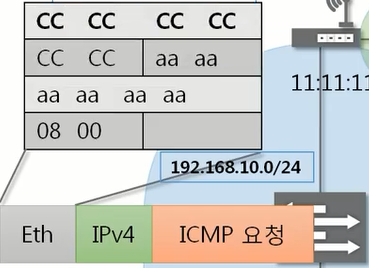 CC CC CC CC
CC CC aa aa
aa aa aa aa
08 00
11:11:11
192.168.10.0/24
Eth IPv4 ICMP 요청